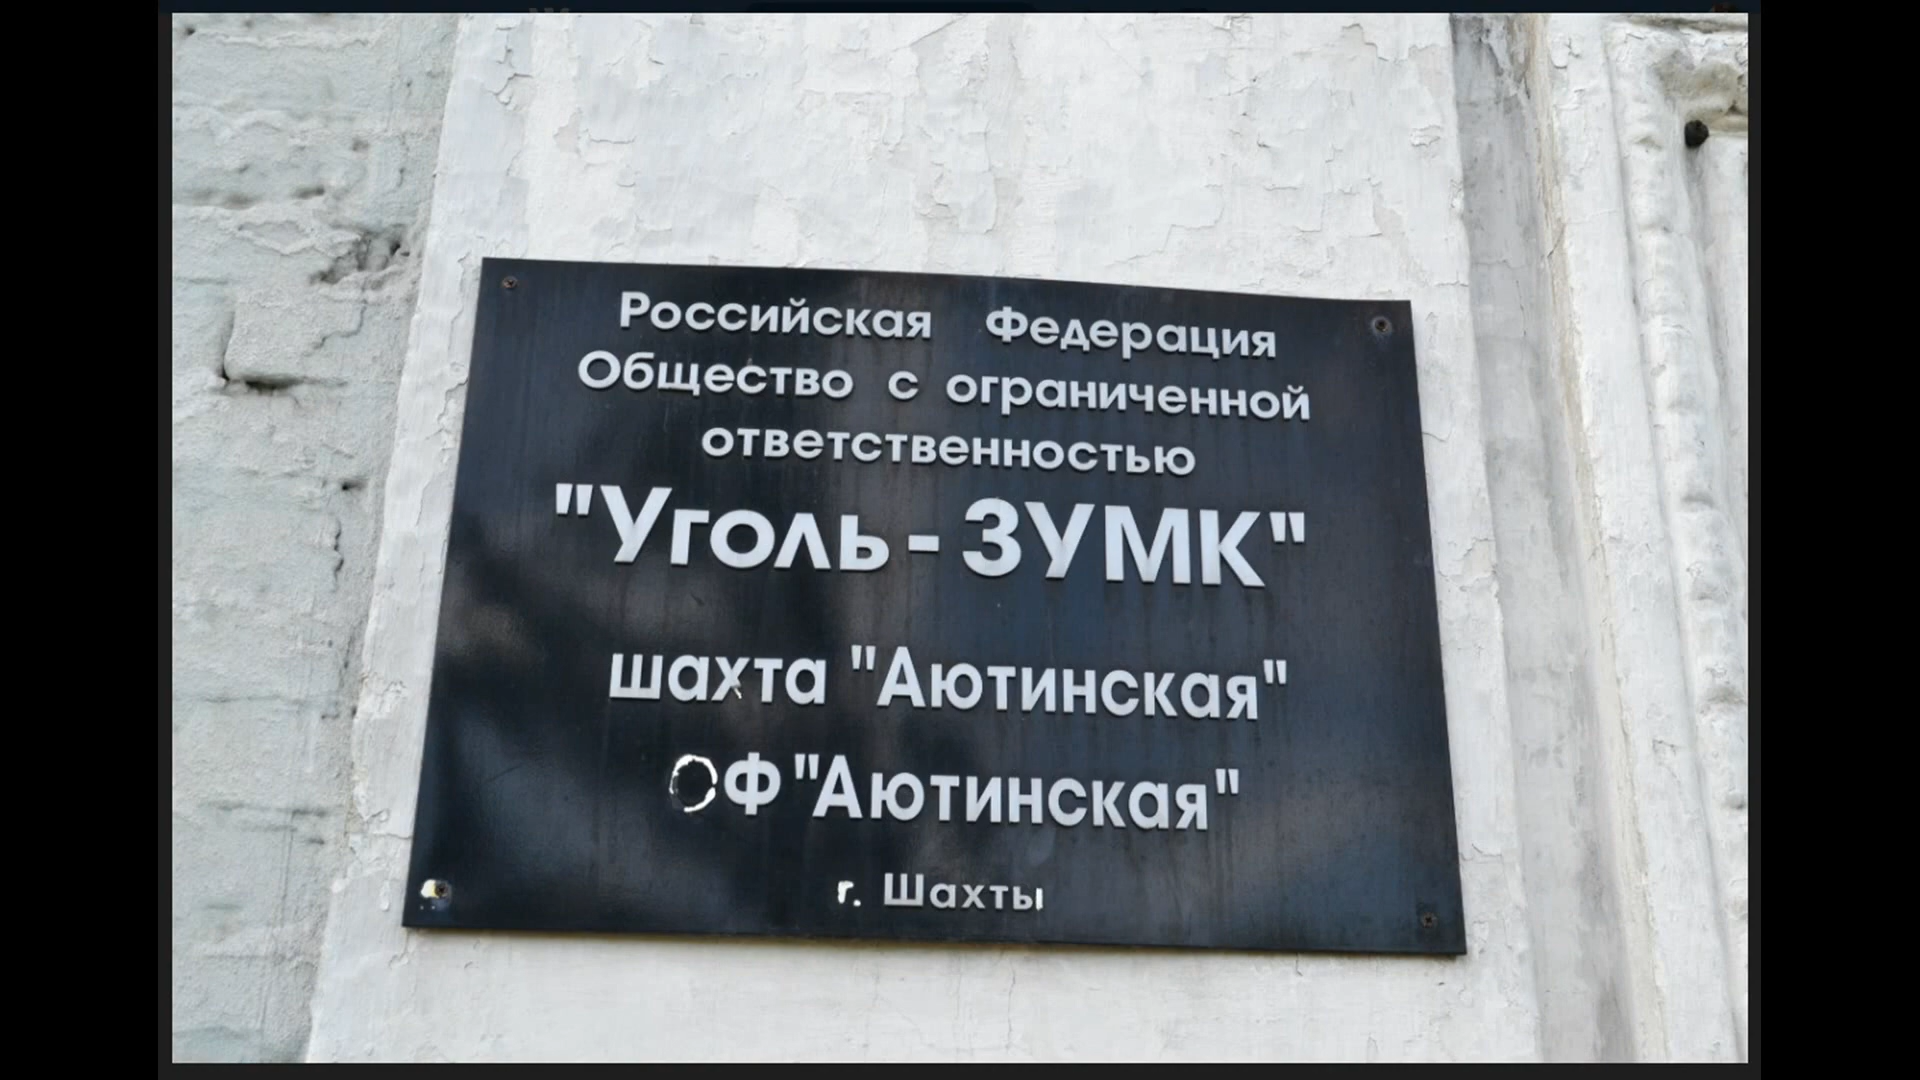 Российская Федерация
Общество с ограниченной
ответственностью
"Уголь - ЗУМК"
шахта "Аютинская"
ОФ "Аютинская"
г. Шахты